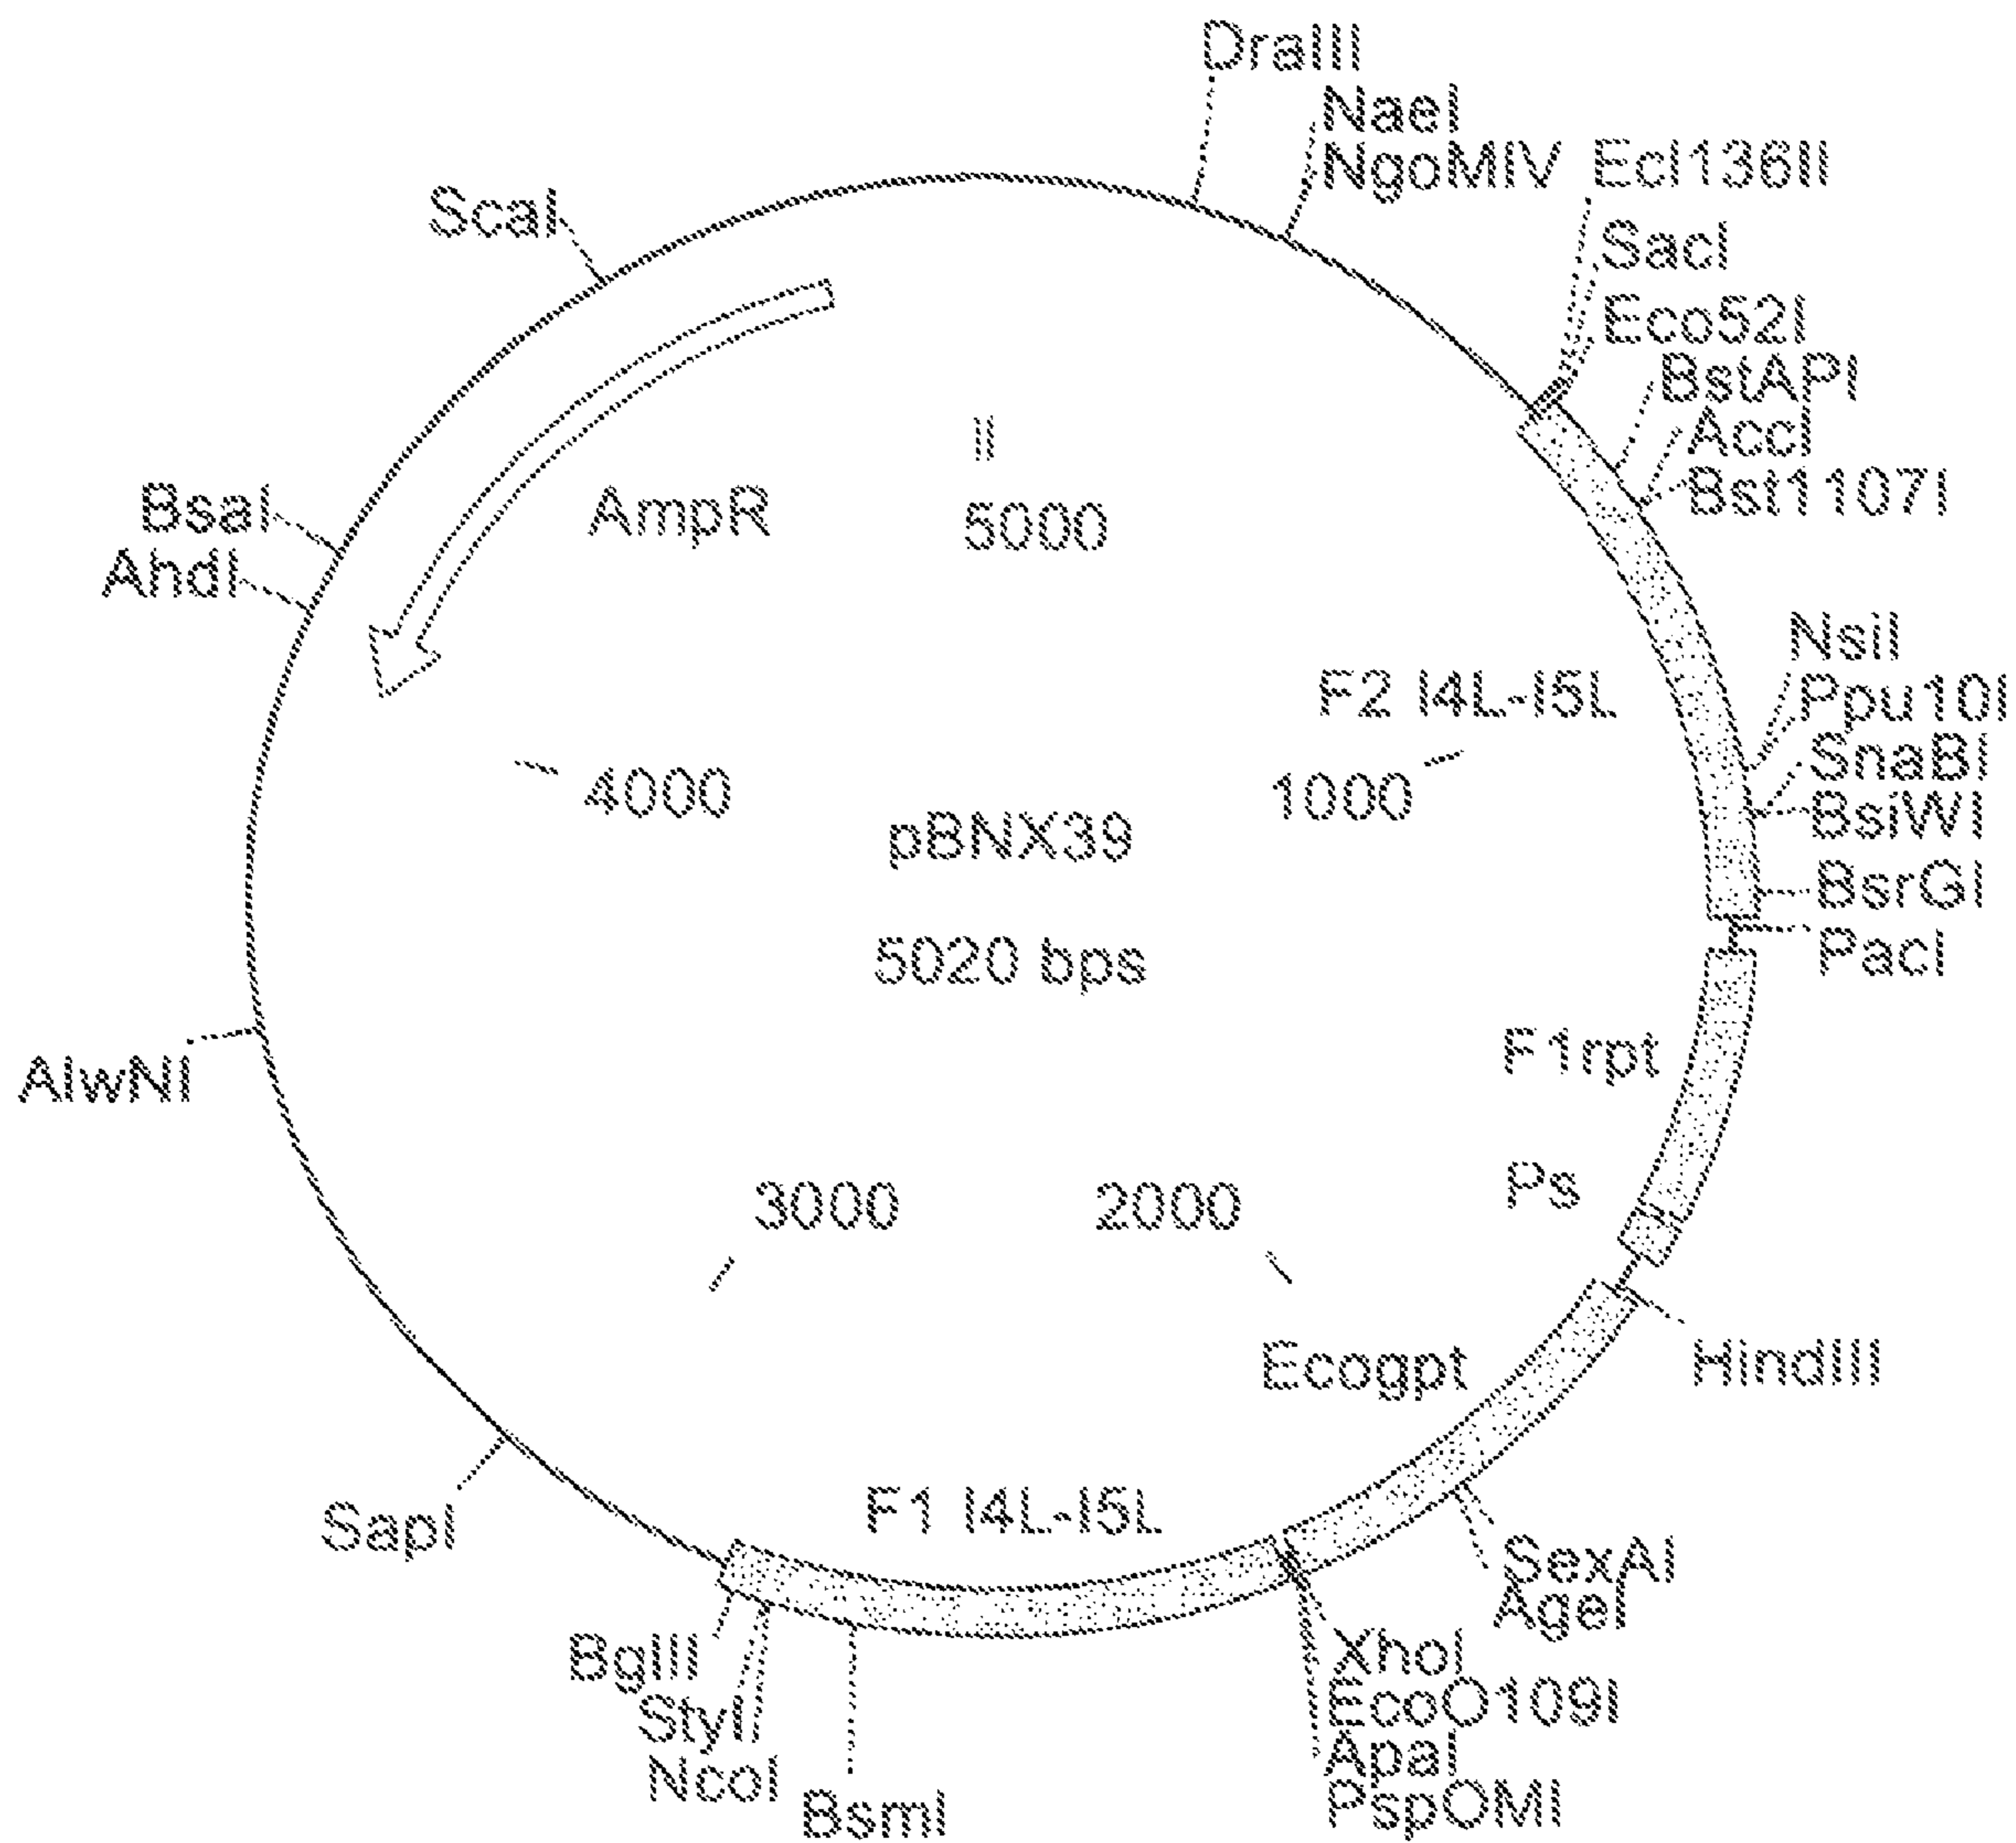 DraIII
NaeI
NgoMIV
Ecl136II
SacI
Eco52I
BstAPI
AccI
Bst1107I
ScaI
BsaI
AhdI
AmpR
5000
NsiI
Ppu10I
SnaBI
BsiWI
BsrGI
PacI
F2 I4L-I5L
4000
1000
pBNX39
5020 bps
AlwNI
F1rpt
Ps
3000
2000
HindIII
Ecogpt
SapI
F1 I4L-I5L
SexAI
AgeI
XhoI
EcoO109I
ApaI
PspOMI
BglII
StyI
NcoI
BsmI